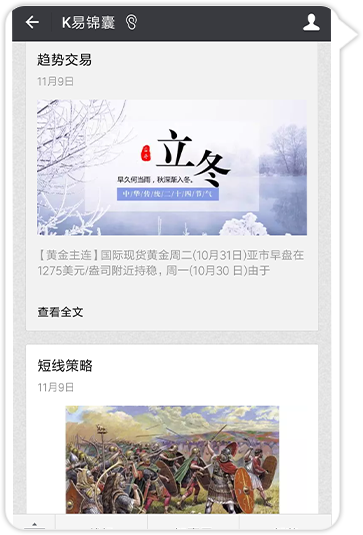 K易锦囊
趋势交易
11月9日
立冬
早久何当雨，秋深渐入冬。
中/华/传/统/二/十/四/节/气
【黄金主连】国际现货黄金周二(10月31日)亚市早盘在
1275美元/盎司附近持稳，周一(10月30 日)由于
查看全文
短线策略
11月9日